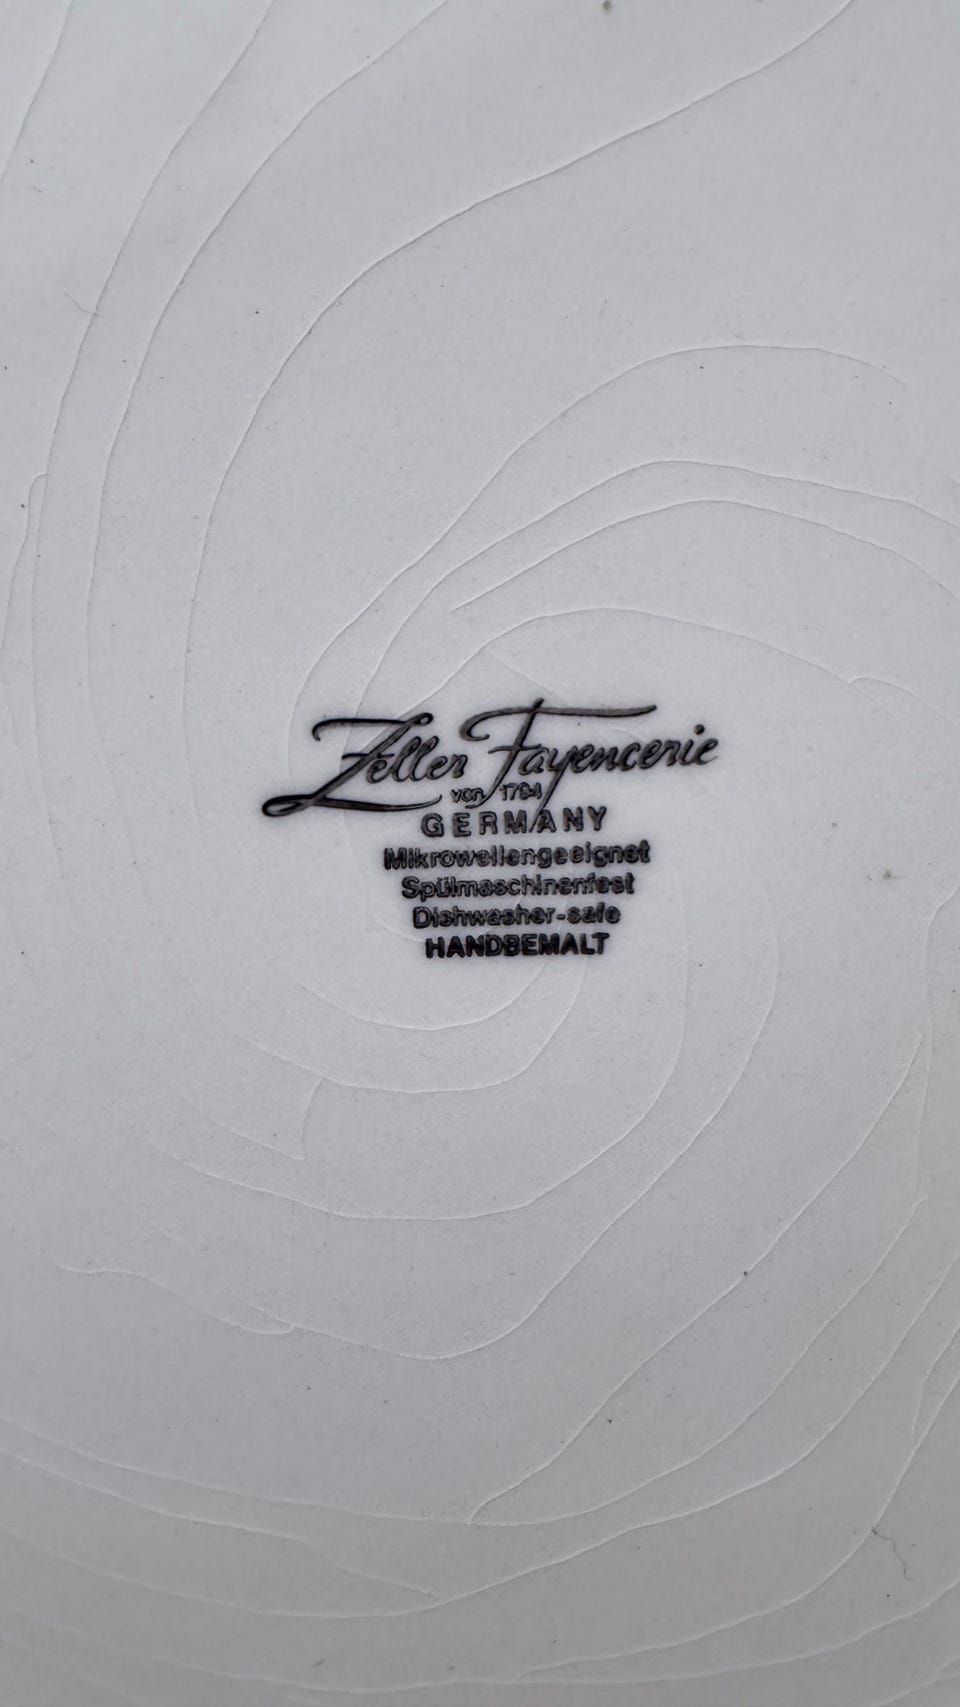 Zeller Fayencerie
von 1794
GERMANY
Mikrowellengeeignet
Spülmaschinenfest
Dishwasher-safe
HANDBEMALT